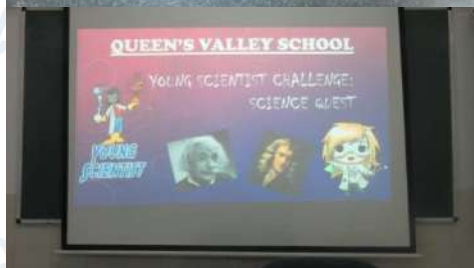 QUEEN'S VALLEY SCHOOL
YOUNG SCIENTIST CHALLENGE:
SCIENCE QUEST
YOUNG
SCIENTIST